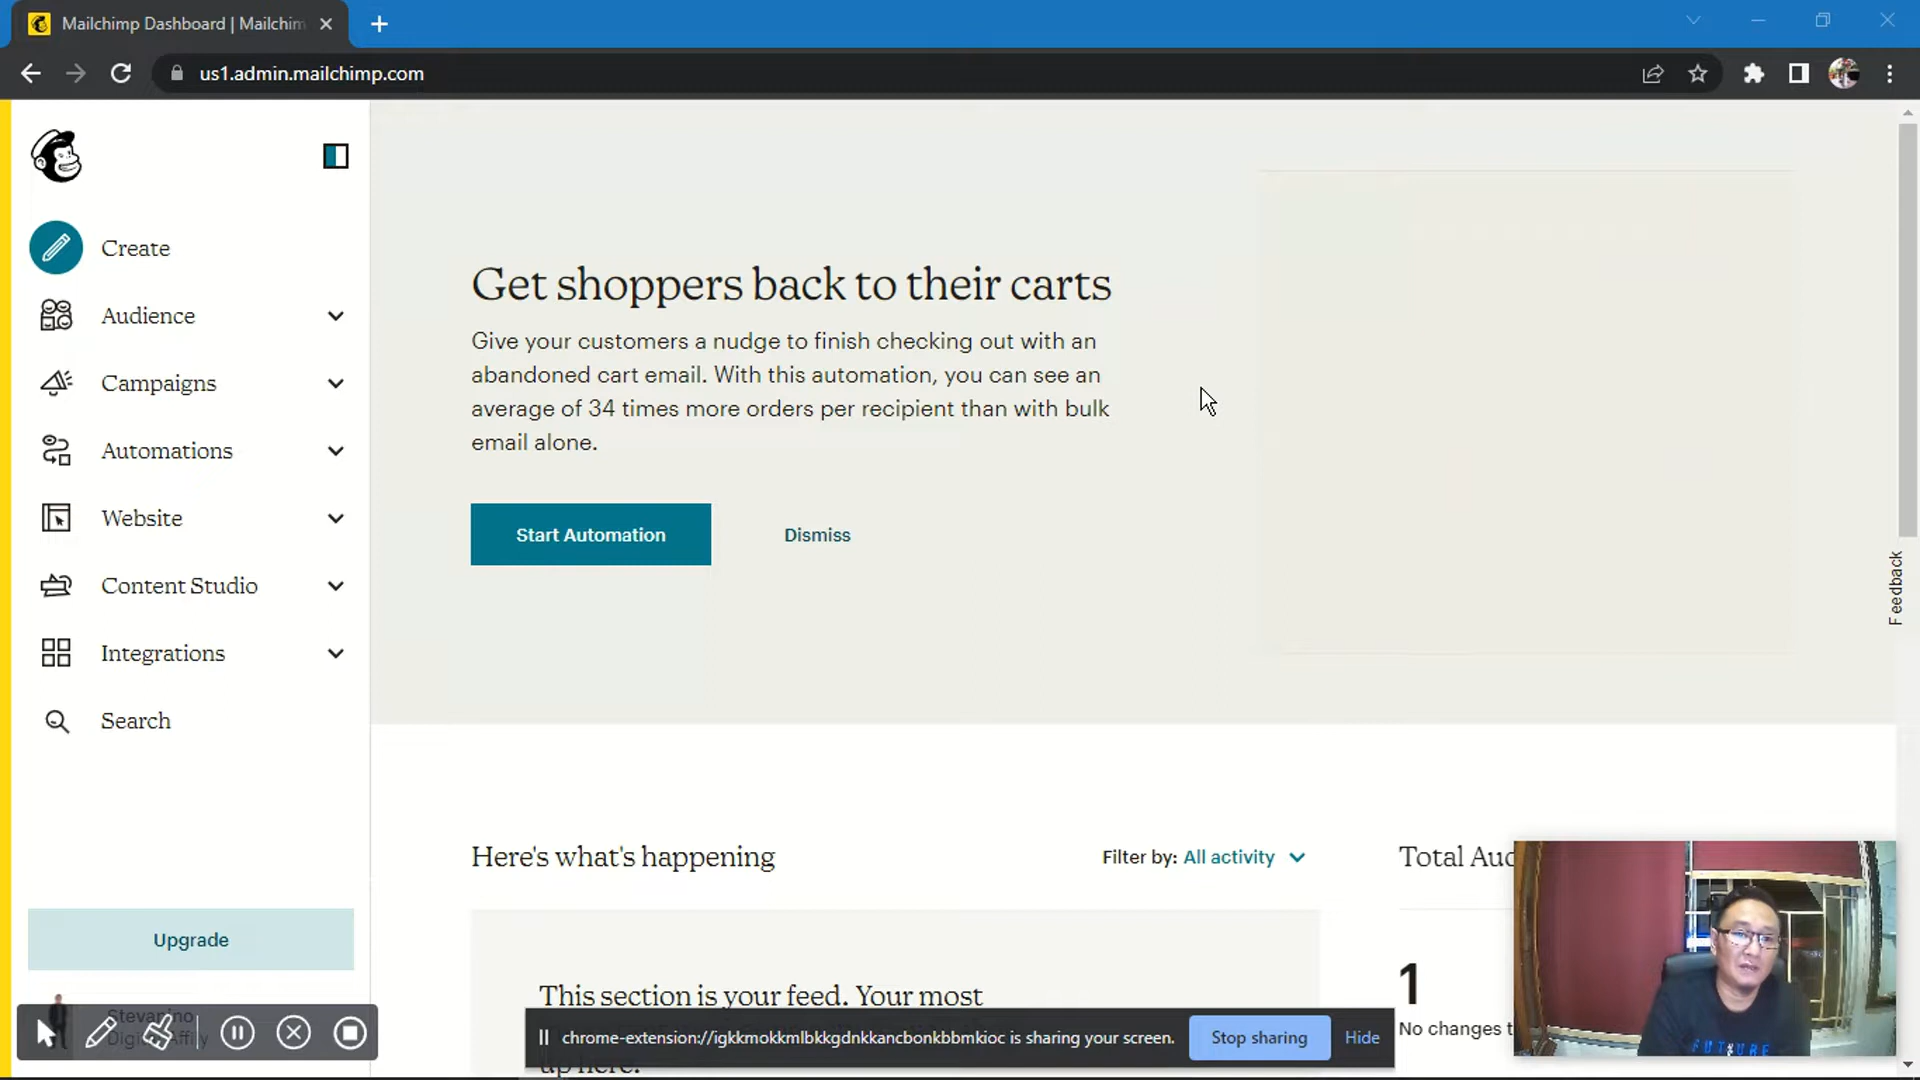 Mailchimp Dashboard | Mailchim
us1.admin.mailchimp.com
Create
Audience
Campaigns
Automations
Website
Content Studio
Integrations
Search
Upgrade
Stevanino
Get shoppers back to their carts
Give your customers a nudge to finish checking out with an
abandoned cart email. With this automation, you can see an
average of 34 times more orders per recipient than with bulk
email alone.
Start Automation
Dismiss
Feedback
Here's what's happening
Filter by: All activity
Total Aud
This section is your feed. Your most
up here.
1
No changes t
chrome-extension://igkkmokkmlbkkgdnkkancbonkbbmkioc is sharing your screen.
Stop sharing
Hide
FUTURE